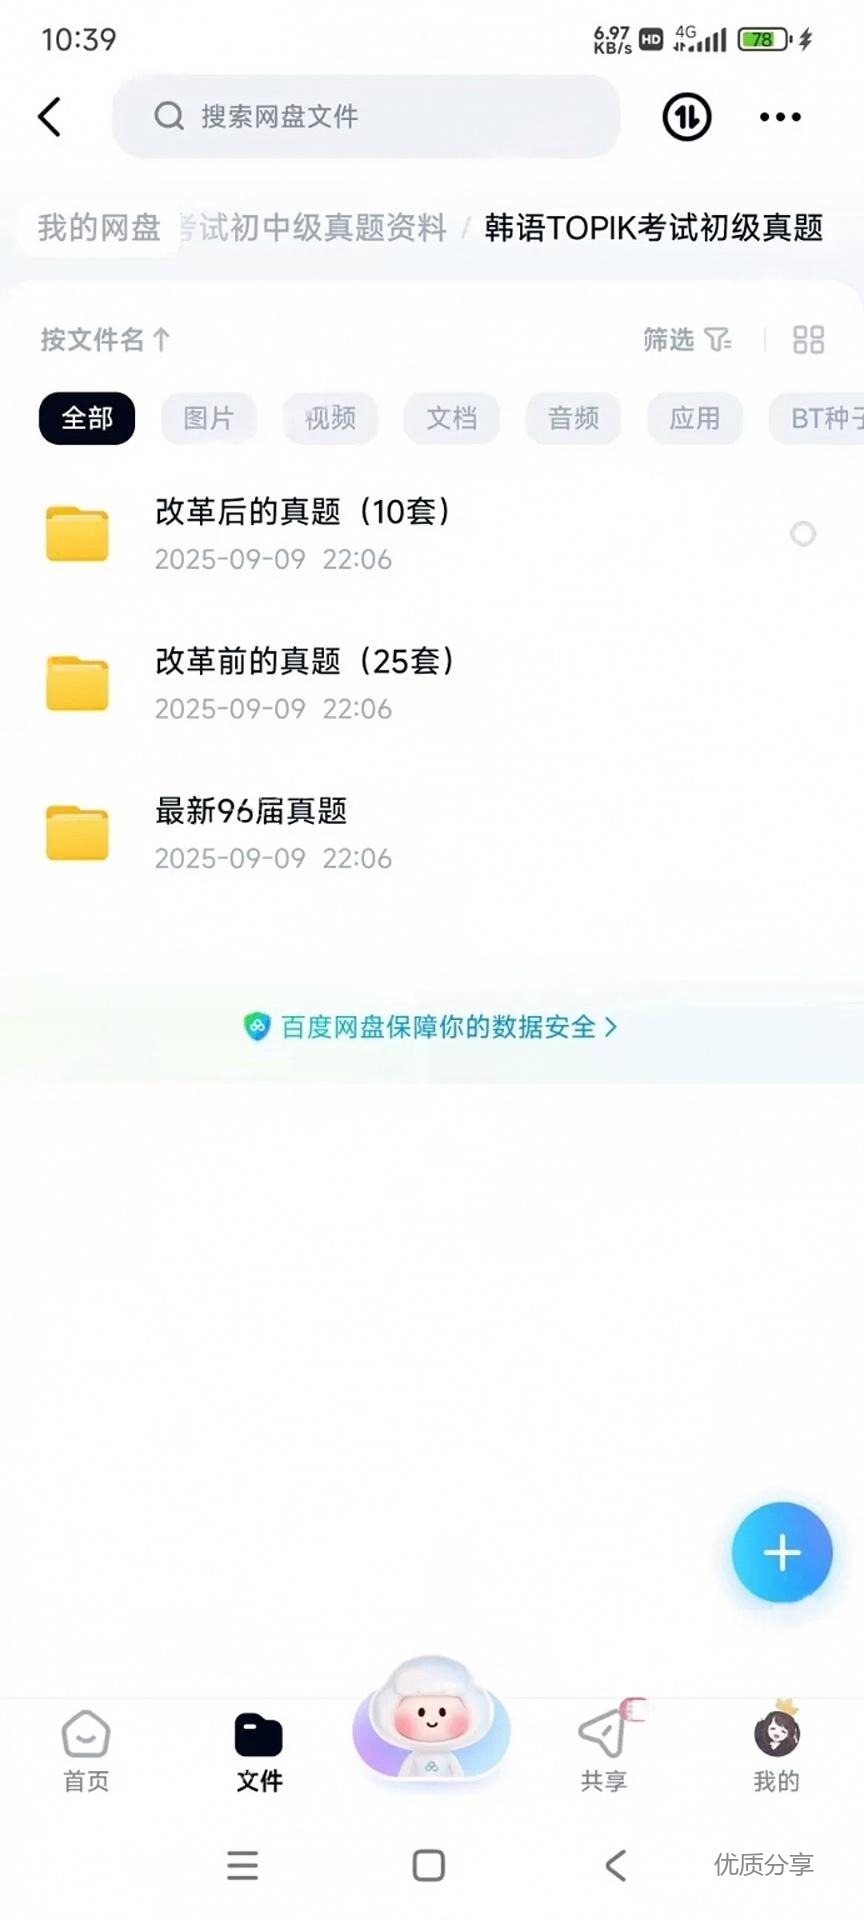 10:39
6.97 KB/s HD 4G 78
搜索网盘文件
我的网盘 考试初中级真题资料 / 韩语TOPIK考试初级真题
按文件名↑
筛选
全部 图片 视频 文档 音频 应用 BT种子
改革后的真题（10套）
2025-09-09 22:06
改革前的真题（25套）
2025-09-09 22:06
最新96届真题
2025-09-09 22:06
百度网盘保障你的数据安全
首页 文件 共享 我的
优质分享